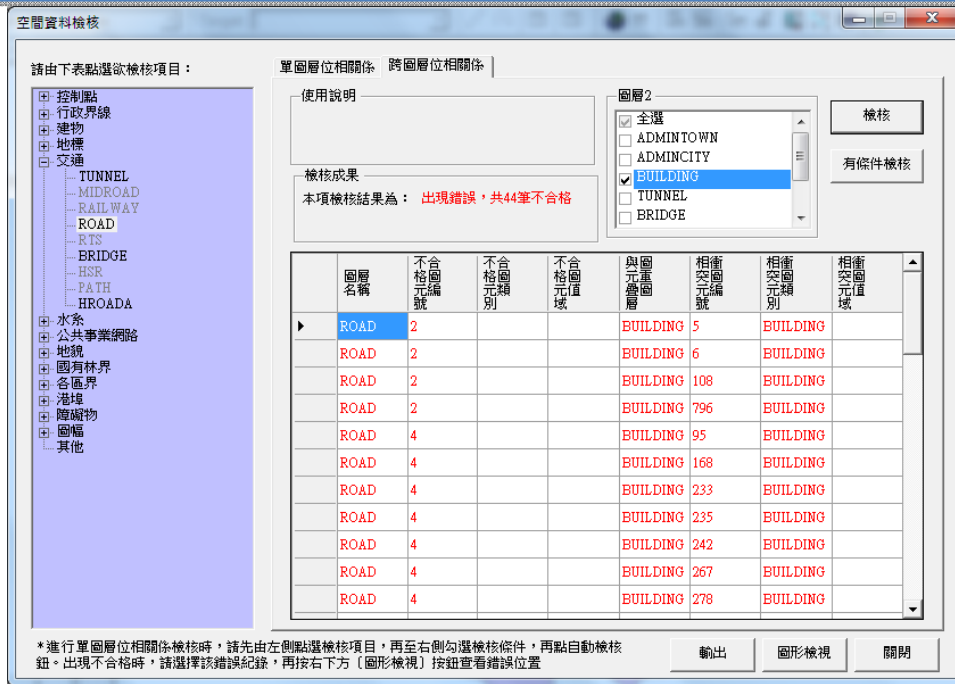 空間資料檢核
請由下表點選欲檢核項目：
控制點
行政界線
建物
地標
交通
TUNNEL
MIDROAD
RAILWAY
ROAD
RTS
BRIDGE
HSR
PATH
HROADA
水系
公共事業網路
地貌
國有林界
各區界
港埠
障礙物
圖幅
其他
單圖層位相關係 跨圖層位相關係
使用說明
檢核成果
本項檢核結果為： 出現錯誤，共44筆不合格
圖層2
全選
ADMINTOWN
ADMINCITY
BUILDING
TUNNEL
BRIDGE
檢核
有條件檢核
圖層名稱 不合格圖元編號 不合格圖元類別 不合格圖元值域 與圖元重疊圖層 相衝突圖元編號 相衝突圖元類別 相衝突圖元值域
ROAD 2 BUILDING 5 BUILDING
ROAD 2 BUILDING 6 BUILDING
ROAD 2 BUILDING 108 BUILDING
ROAD 2 BUILDING 796 BUILDING
ROAD 4 BUILDING 95 BUILDING
ROAD 4 BUILDING 168 BUILDING
ROAD 4 BUILDING 233 BUILDING
ROAD 4 BUILDING 235 BUILDING
ROAD 4 BUILDING 242 BUILDING
ROAD 4 BUILDING 267 BUILDING
ROAD 4 BUILDING 278 BUILDING
*進行單圖層位相關係檢核時，請先由左側點選檢核項目，再至右側勾選檢核條件，再點自動檢核
鈕。出現不合格時，請選擇該錯誤紀錄，再按右下方〔圖形檢視〕按鈕查看錯誤位置
輸出 圖形檢視 關閉